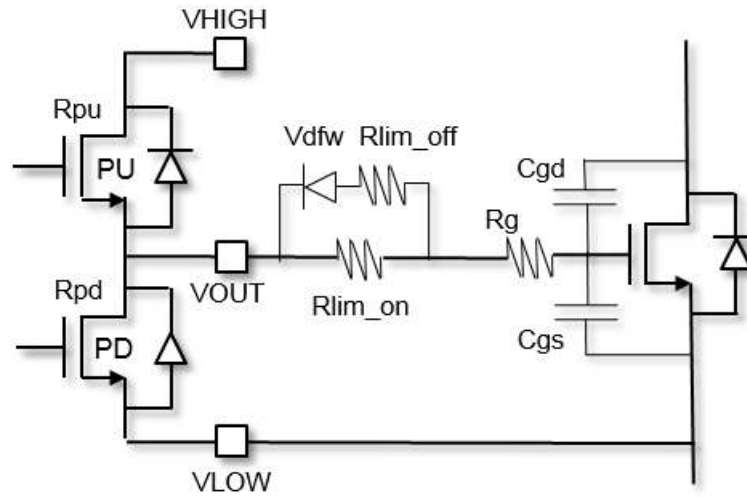 VHIGH
Rpu
PU
Vdfw Rlim_off
Cgd
Rg
Rpd
VOUT
Rlim_on
PD
Cgs
VLOW